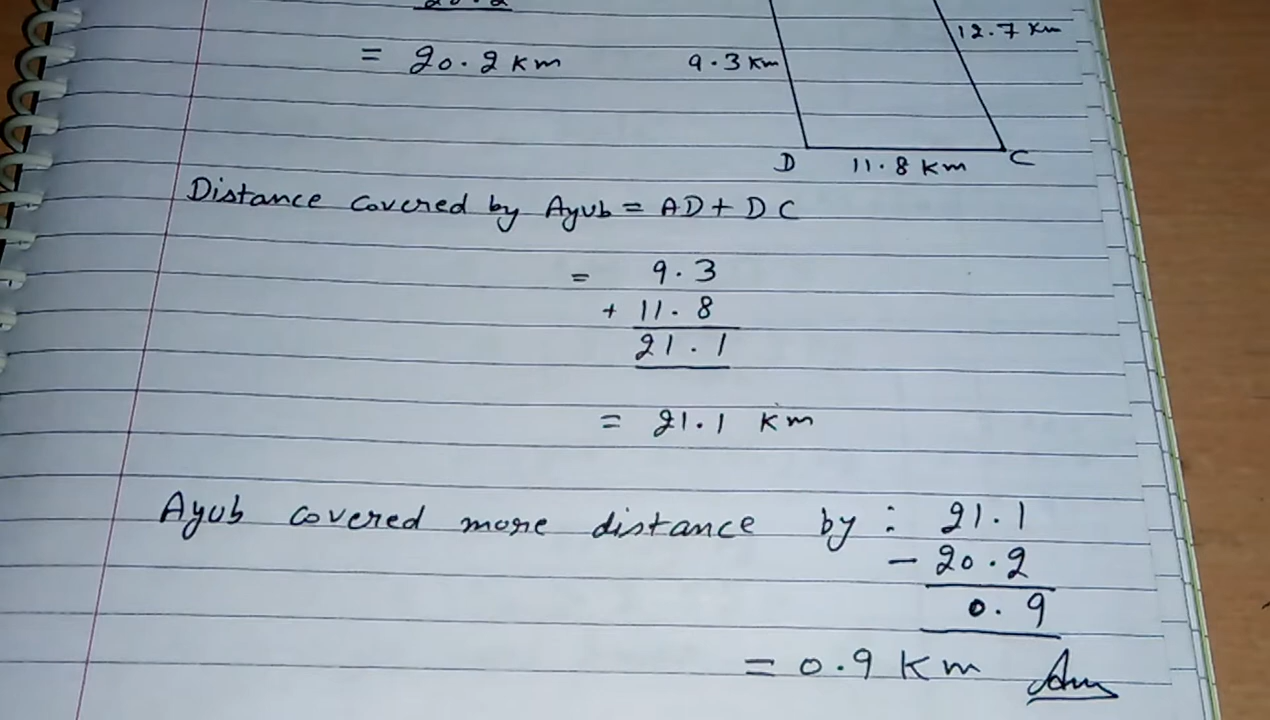 = 20.2 km
12.7 km
9.3 km
D
11.8 km
C
Distance covered by Ayub = AD + DC
= 9.3
+ 11.8
21.1
= 21.1 km
Ayub covered more distance by : 21.1
- 20.2
0.9
= 0.9 km Ans